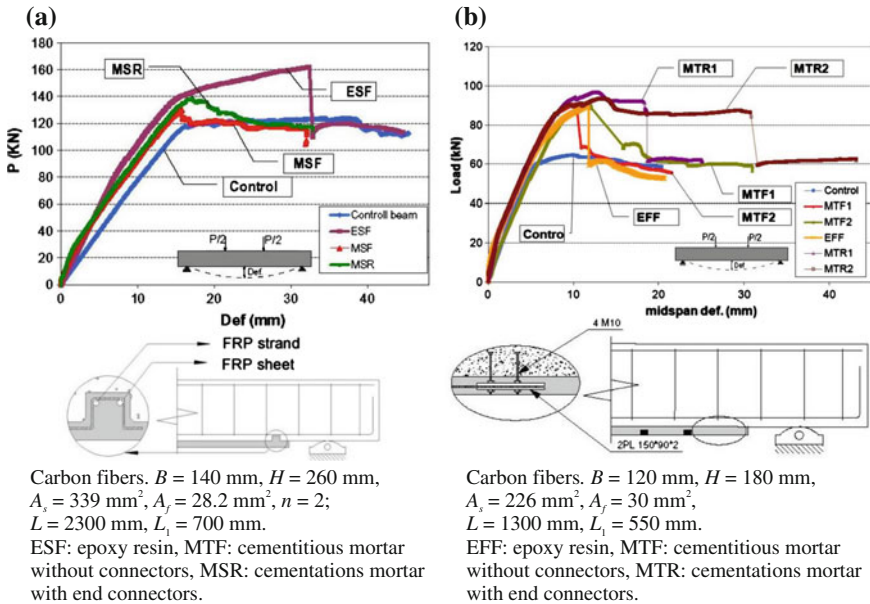 (a)
180
160
140
120
100
80
60
40
20
0
P (KN)
MSR
ESF
MSF
Control
Controll beam
ESF
MSF
MSR
P/2
P/2
Def.
0
10
20
30
40
Def (mm)
FRP strand
FRP sheet
Carbon fibers. B = 140 mm, H = 260 mm,
As = 339 mm², Af = 28.2 mm², n = 2;
L = 2300 mm, L1 = 700 mm.
ESF: epoxy resin, MTF: cementitious mortar
without connectors, MSR: cementations mortar
with end connectors.
(b)
120
100
80
60
40
20
0
Load (kN)
MTR1
MTR2
MTF1
MTF2
EFF
Contro
Control
MTF1
MTF2
EFF
MTR1
MTR2
P/2
P/2
Def.
0
10
20
30
40
midspan def. (mm)
4 M10
2PL 150*90*2
Carbon fibers. B = 120 mm, H = 180 mm,
As = 226 mm², Af = 30 mm²,
L = 1300 mm, L1 = 550 mm.
EFF: epoxy resin, MTF: cementitious mortar
without connectors, MTR: cementations mortar
with end connectors.